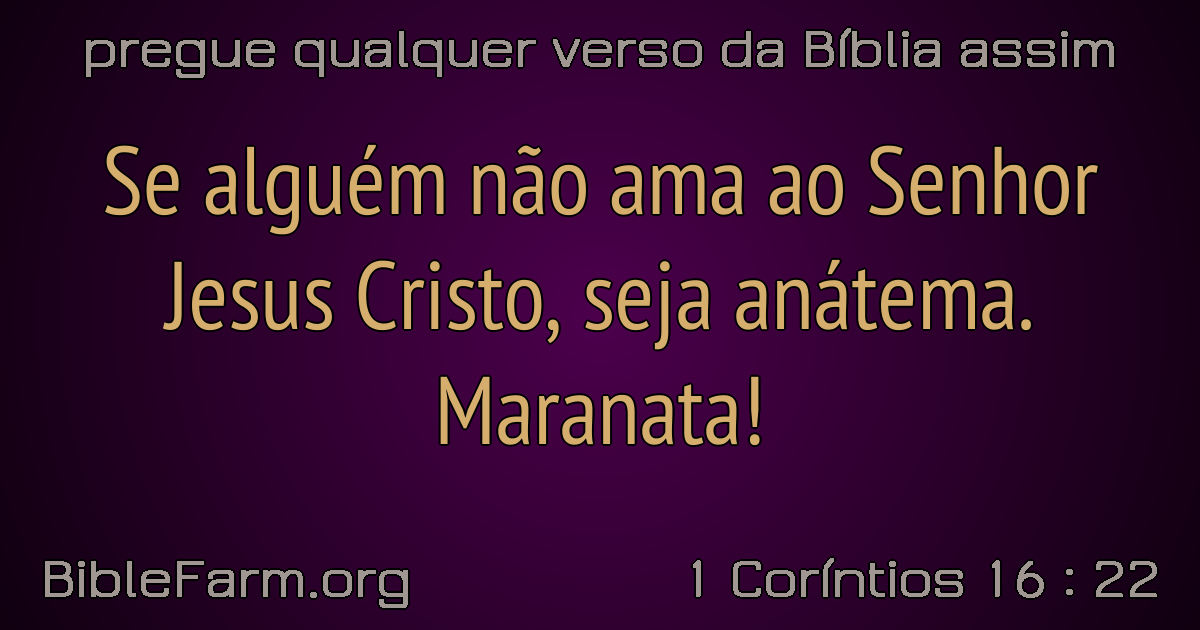 pregue qualquer verso da Bíblia assim
Se alguém não ama ao Senhor
Jesus Cristo, seja anátema.
Maranata!
BibleFarm.org
1 Coríntios 16 : 22